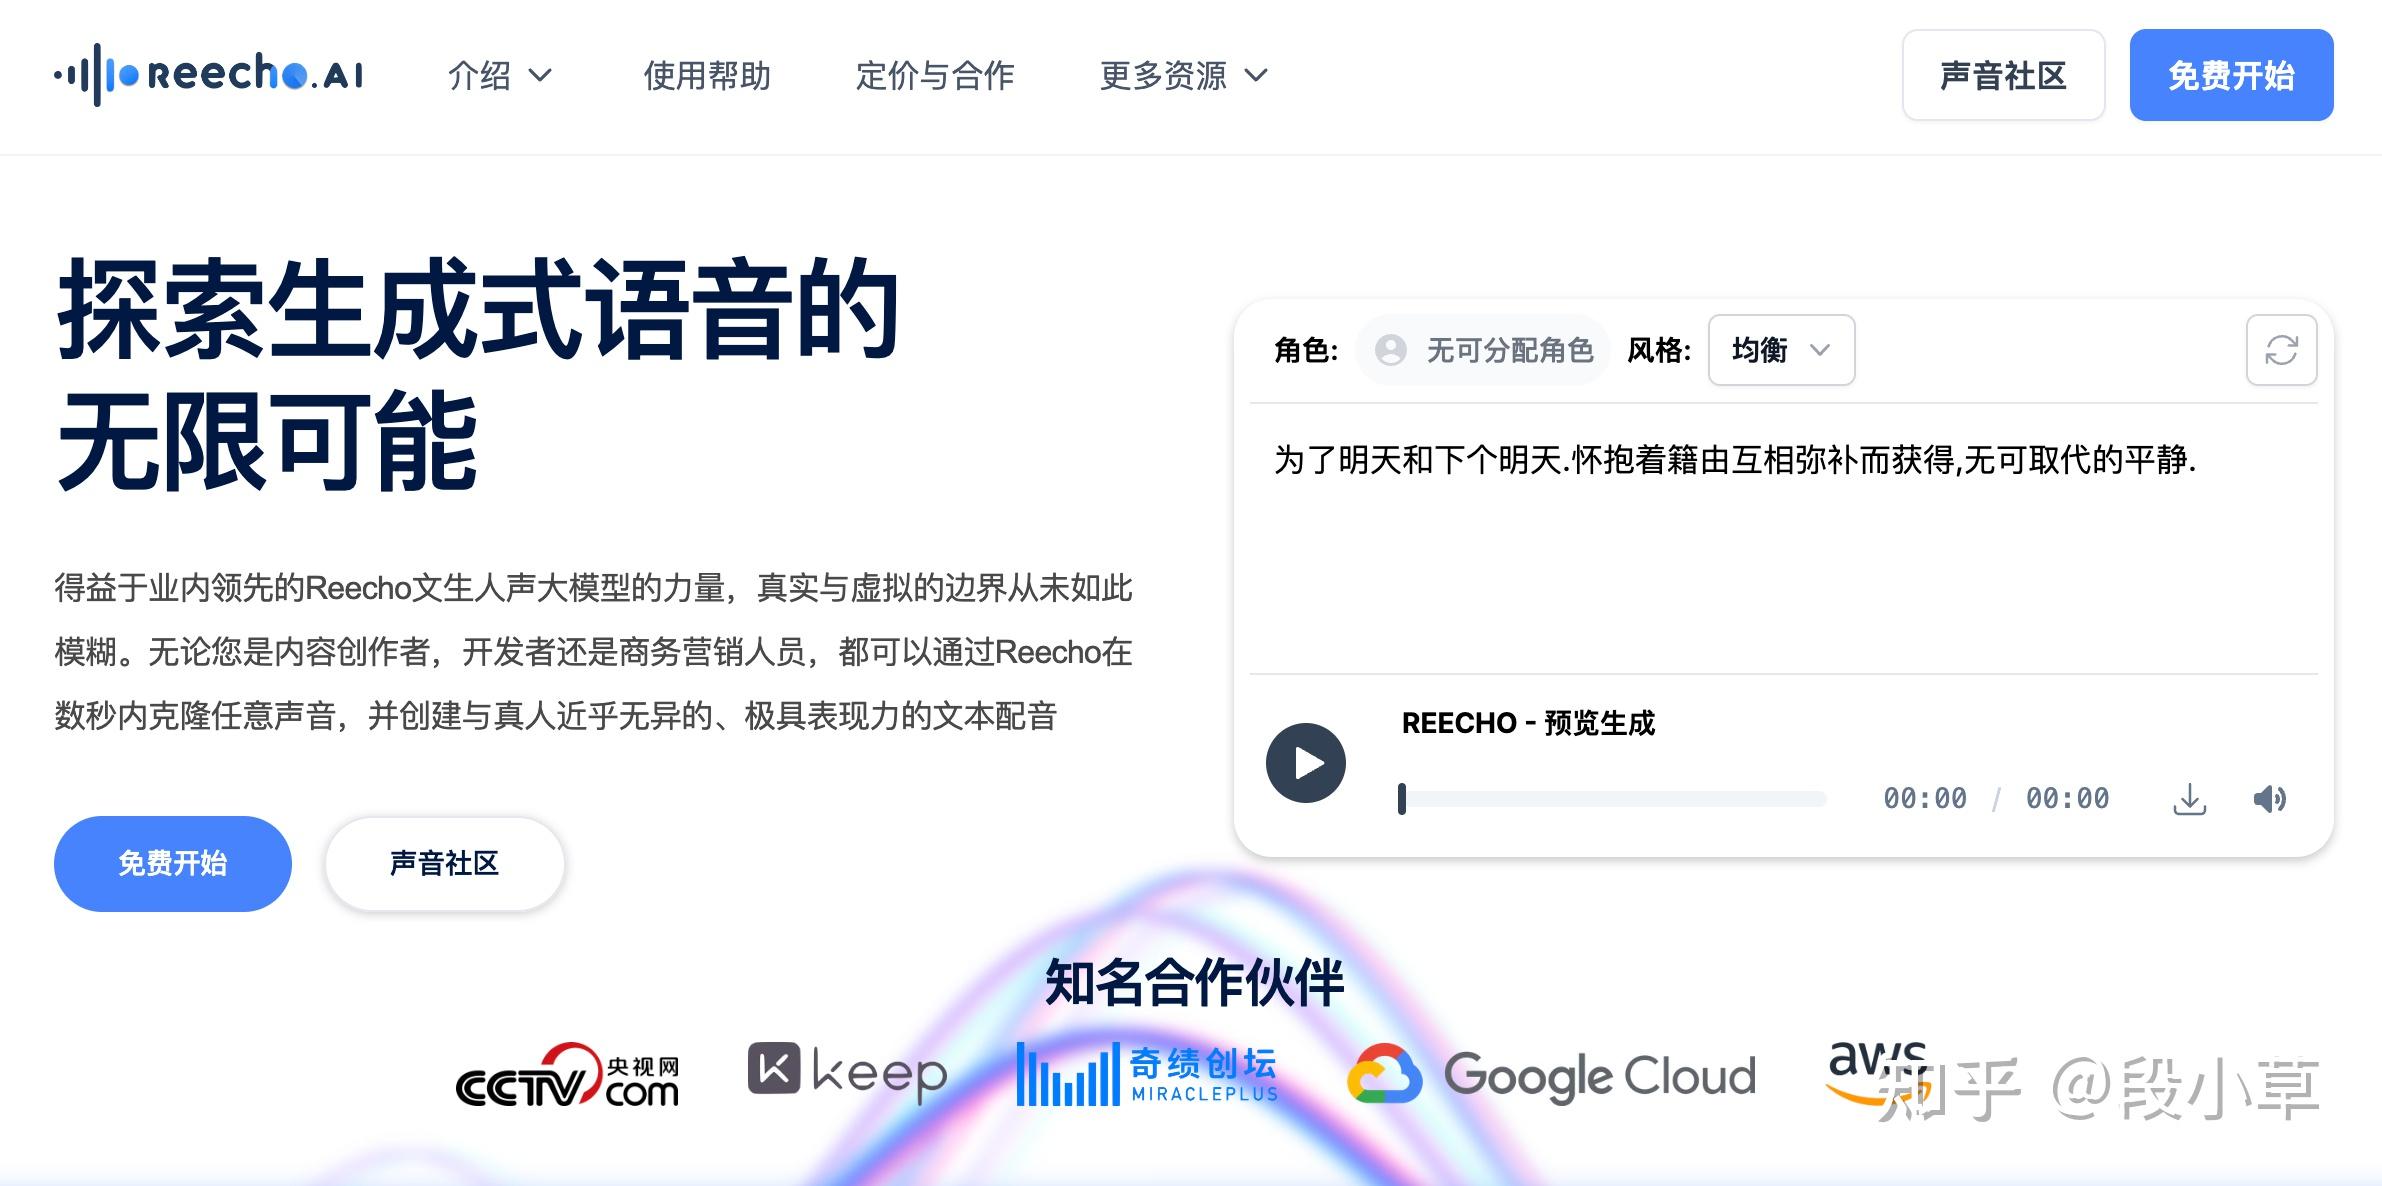 Reecho.AI
介绍
使用帮助
定价与合作
更多资源
声音社区
免费开始
探索生成式语音的
无限可能
得益于业内领先的Reecho文生人声大模型的力量，真实与虚拟的边界从未如此
模糊。无论您是内容创作者，开发者还是商务营销人员，都可以通过Reecho在
数秒内克隆任意声音，并创建与真人近乎无异的、极具表现力的文本配音
免费开始
声音社区
角色:
无可分配角色
风格:
均衡
为了明天和下个明天.怀抱着籍由互相弥补而获得,无可取代的平静.
REECHO - 预览生成
00:00 / 00:00
知名合作伙伴
CCTV.com 央视网
keep
奇绩创坛
MIRACLEPLUS
Google Cloud
aws
知乎 @段小草